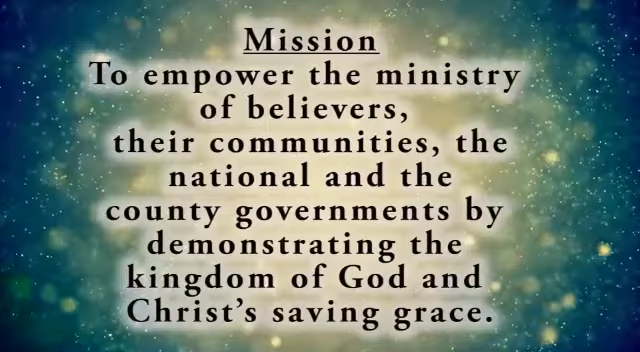 Mission
To empower the ministry
of believers,
their communities, the
national and the
county governments by
demonstrating the
kingdom of God and
Christ’s saving grace.